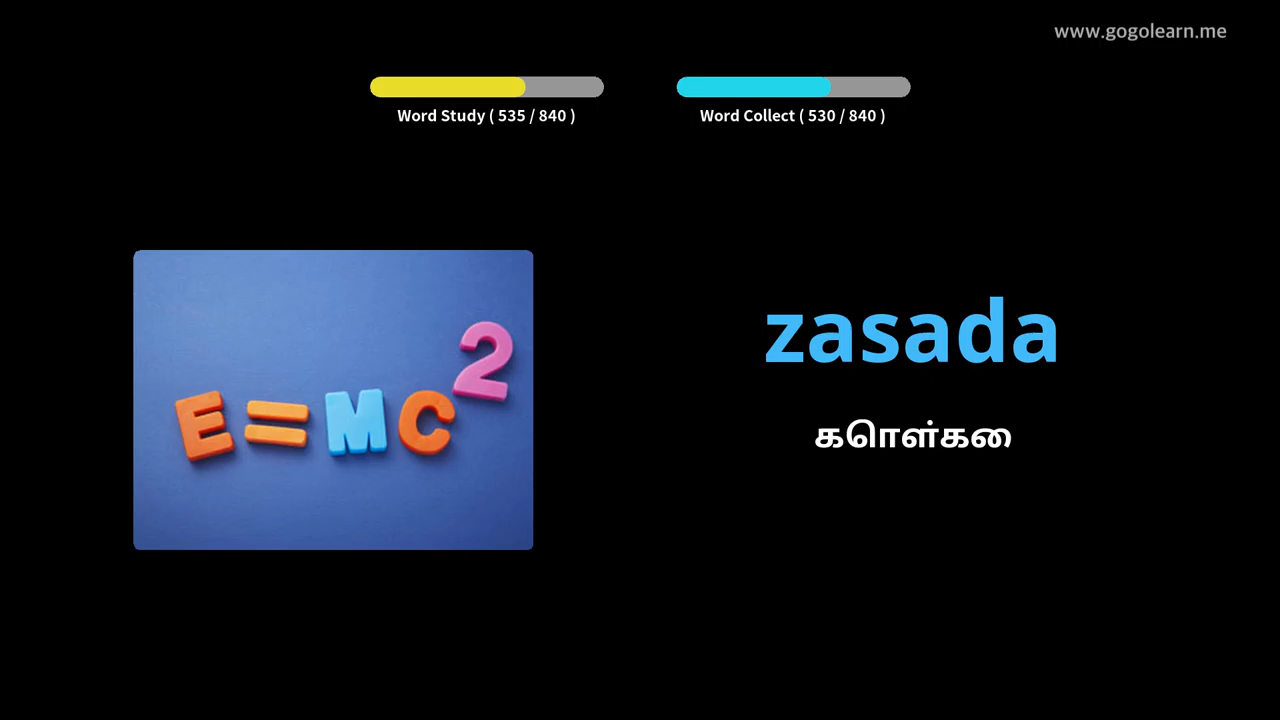 www.gogolearn.me
Word Study ( 535 / 840 )
Word Collect ( 530 / 840 )
E=MC2
zasada
கொள்கை